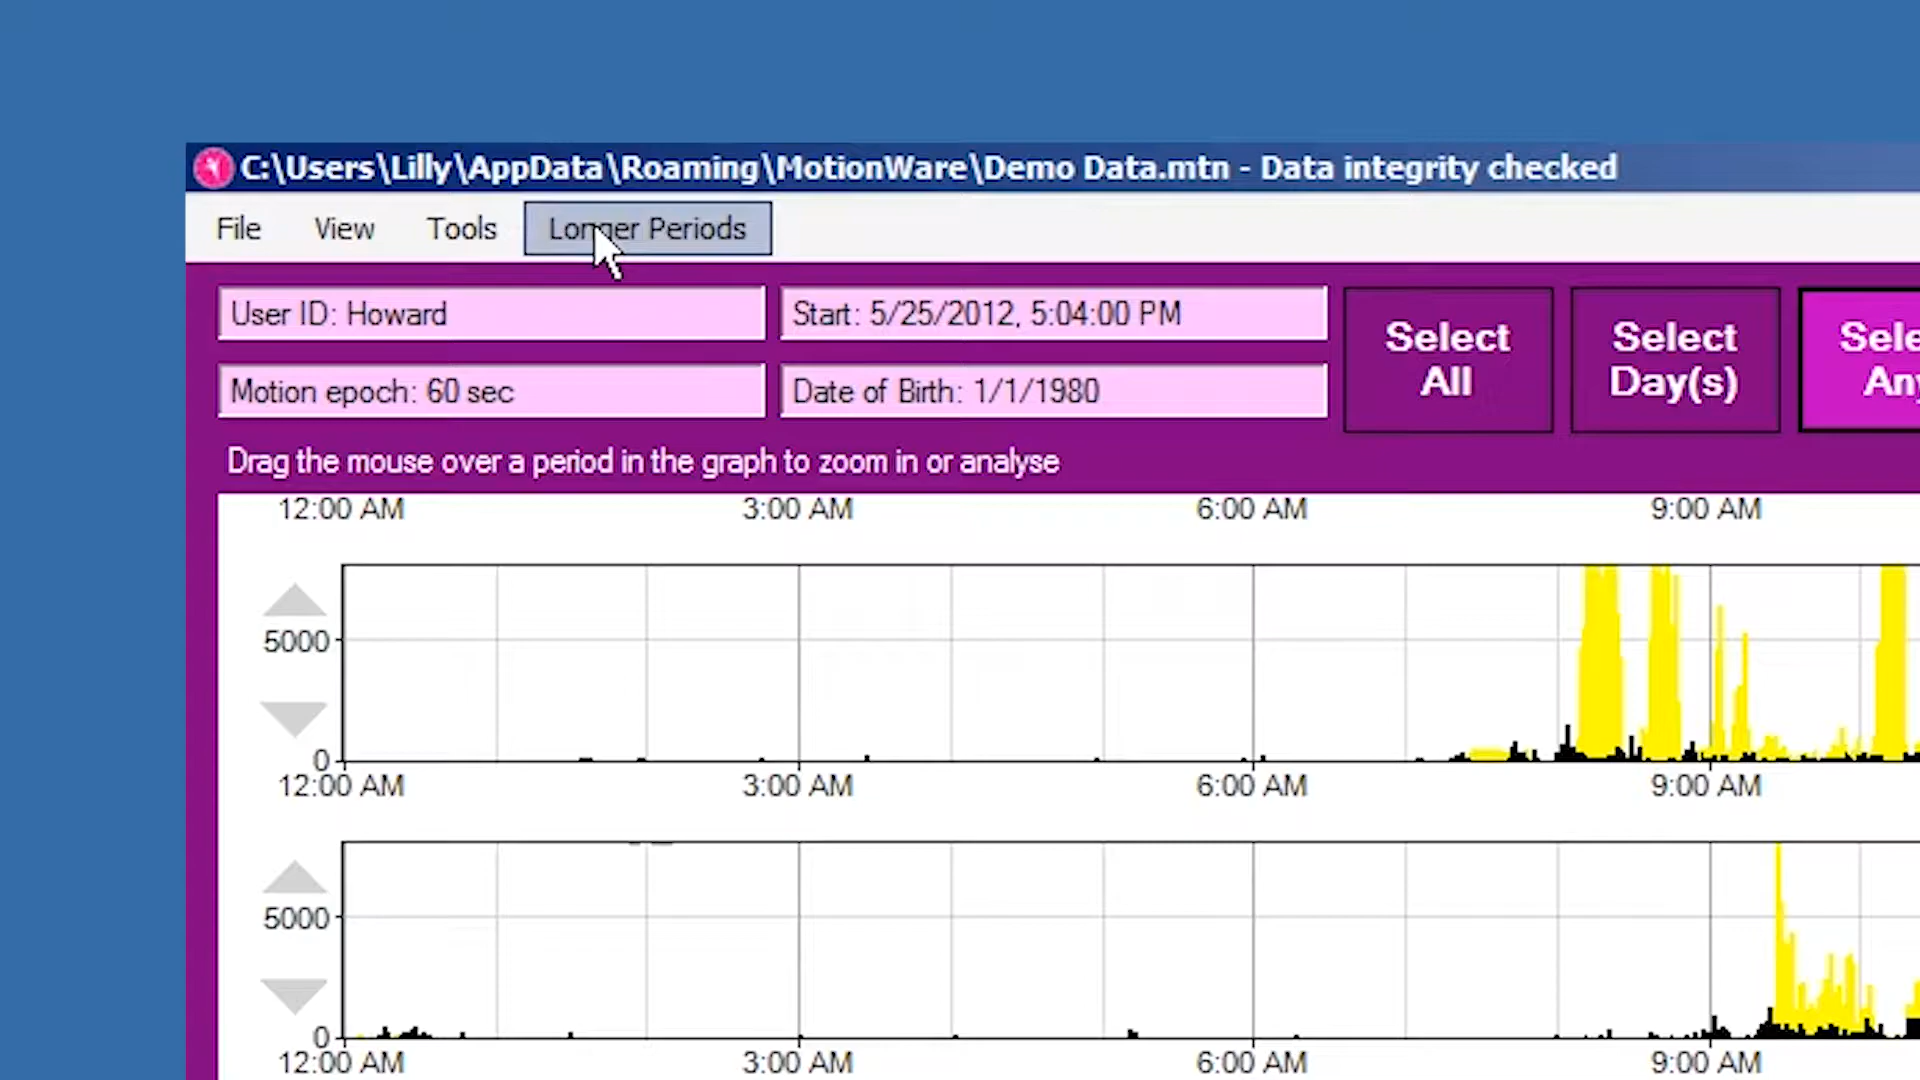 C:\Users\Lilly\AppData\Roaming\MotionWare\Demo Data.mtn - Data integrity checked
File View Tools Longer Periods
User ID: Howard Start: 5/25/2012, 5:04:00 PM
Motion epoch: 60 sec Date of Birth: 1/1/1980
Select All
Select Day(s)
Drag the mouse over a period in the graph to zoom in or analyse
12:00 AM 3:00 AM 6:00 AM 9:00 AM
5000
0
12:00 AM 3:00 AM 6:00 AM 9:00 AM
5000
0
12:00 AM 3:00 AM 6:00 AM 9:00 AM